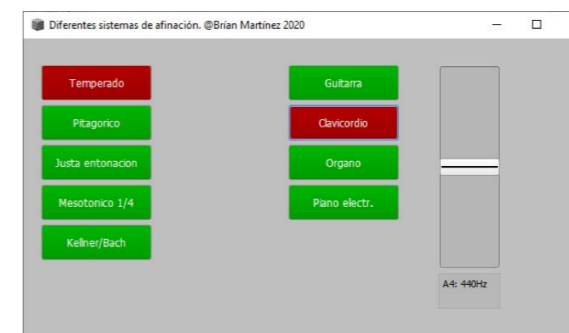 Diferentes sistemas de afinación. @Brían Martínez 2020
Temperado
Pitagorico
Justa entonacion
Mesotonico 1/4
Kellner/Bach
Guitarra
Clavicordio
Organo
Piano electr.
A4: 440Hz